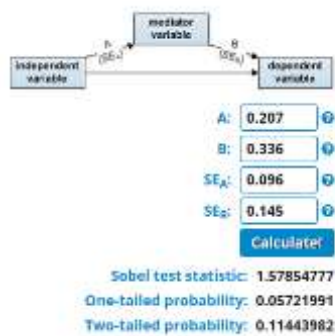 mediator
variable
A
(SEA)
B
(SEB)
independent
variable
dependent
variable
A: 0.207
B: 0.336
SEA: 0.096
SEB: 0.145
Calculate!
Sobel test statistic: 1.57854777
One-tailed probability: 0.05721991
Two-tailed probability: 0.11443982